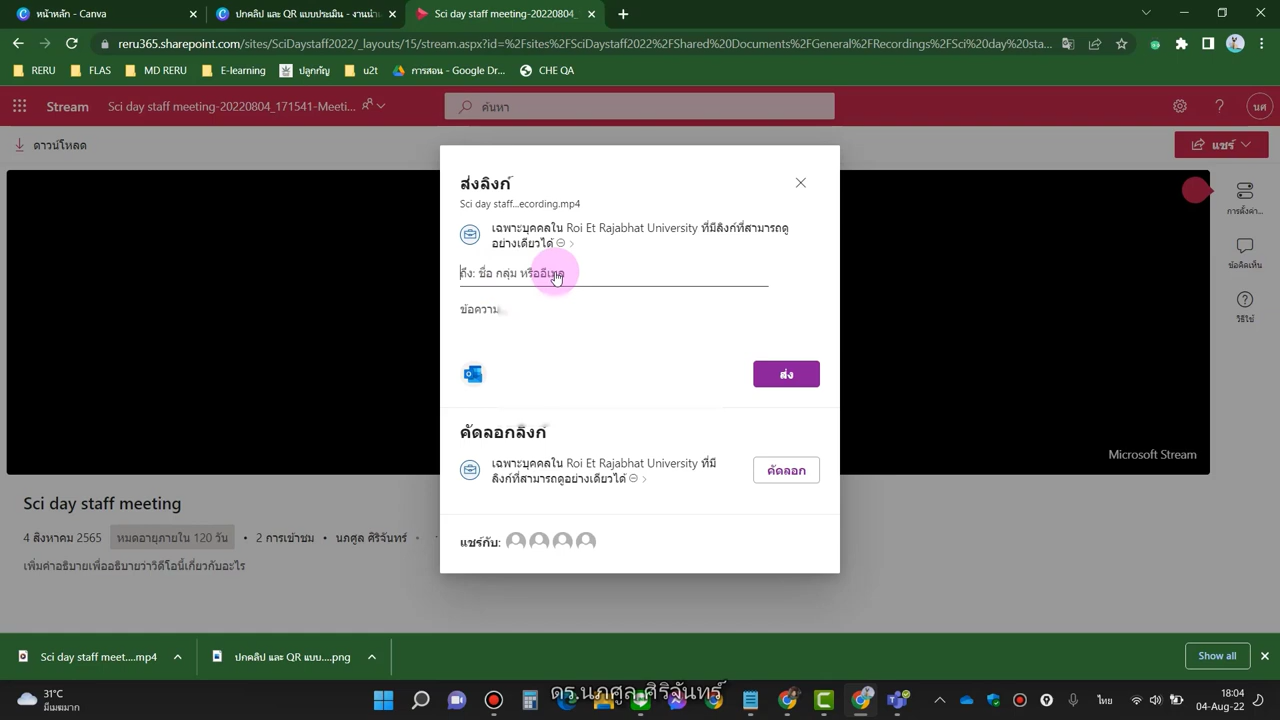 หน้าหลัก - Canva
ปกคลิป และ QR แบบประเมิน - งานนำเ
Sci day staff meeting-20220804_
reru365.sharepoint.com/sites/SciDaystaff2022/_layouts/15/stream.aspx?id=%2Fsites%2FSciDaystaff2022%2FShared%20Documents%2FGeneral%2FRecordings%2FSci%20day%20sta...
RERU
FLAS
MD RERU
E-learning
ปลูกกัญ
u2t
การสอน - Google Dr...
CHE QA
Stream
Sci day staff meeting-20220804_171541-Meeti...
ค้นหา
นศ
ดาวน์โหลด
แชร์
ส่งลิงก์
Sci day staff...ecording.mp4
เฉพาะบุคคลใน Roi Et Rajabhat University ที่มีลิงก์ที่สามารถดู
อย่างเดียวได้
ถึง: ชื่อ กลุ่ม หรืออีเมล
ข้อความ...
ส่ง
คัดลอกลิงก์
เฉพาะบุคคลใน Roi Et Rajabhat University ที่มี
ลิงก์ที่สามารถดูอย่างเดียวได้
คัดลอก
แชร์กับ:
การตั้งค่า...
ข้อคิดเห็น
วิธีใช้
Microsoft Stream
Sci day staff meeting
4 สิงหาคม 2565
หมดอายุภายใน 120 วัน
• 2 การเข้าชม
• นภศูล ศิริจันทร์
เพิ่มคำอธิบายเพื่ออธิบายว่าวิดีโอนี้เกี่ยวกับอะไร
Sci day staff meet....mp4
ปกคลิป และ QR แบบ....png
Show all
31°C
มีเมฆมาก
ดร.นภศูล ศิริจันทร์
ไทย
18:04
04-Aug-22